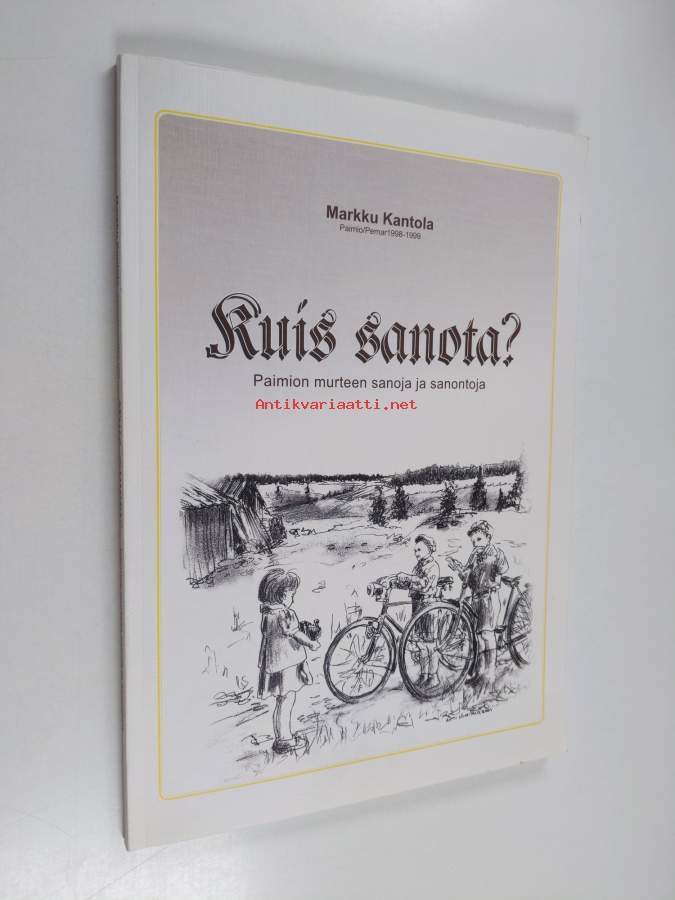 Markku Kantola
Paimio/Pemar1998-1999
Kuis sanota?
Paimion murteen sanoja ja sanontoja
Antikvariaatti.net